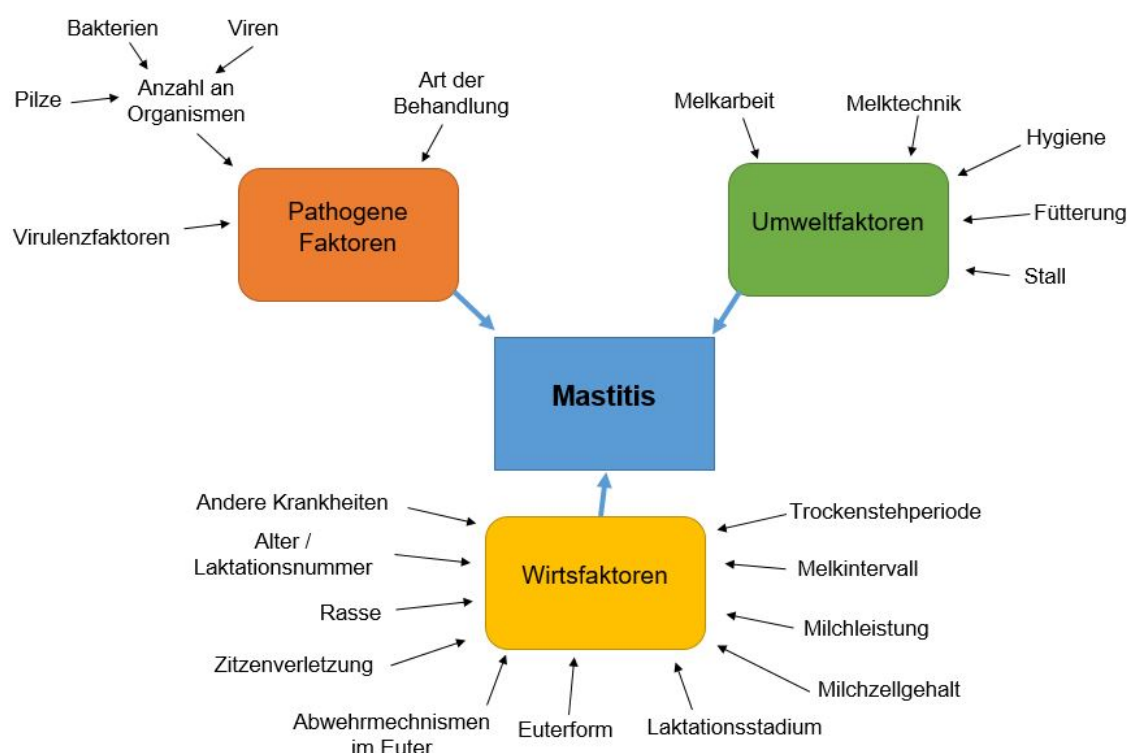 Bakterien
Viren
Pilze
Anzahl an
Organismen
Art der
Behandlung
Virulenzfaktoren
Pathogene
Faktoren
Melkarbeit
Melktechnik
Hygiene
Fütterung
Stall
Umweltfaktoren
Mastitis
Andere Krankheiten
Alter /
Laktationsnummer
Rasse
Zitzenverletzung
Abwehrmechnismen
im Euter
Euterform
Laktationsstadium
Wirtsfaktoren
Trockenstehperiode
Melkintervall
Milchleistung
Milchzellgehalt